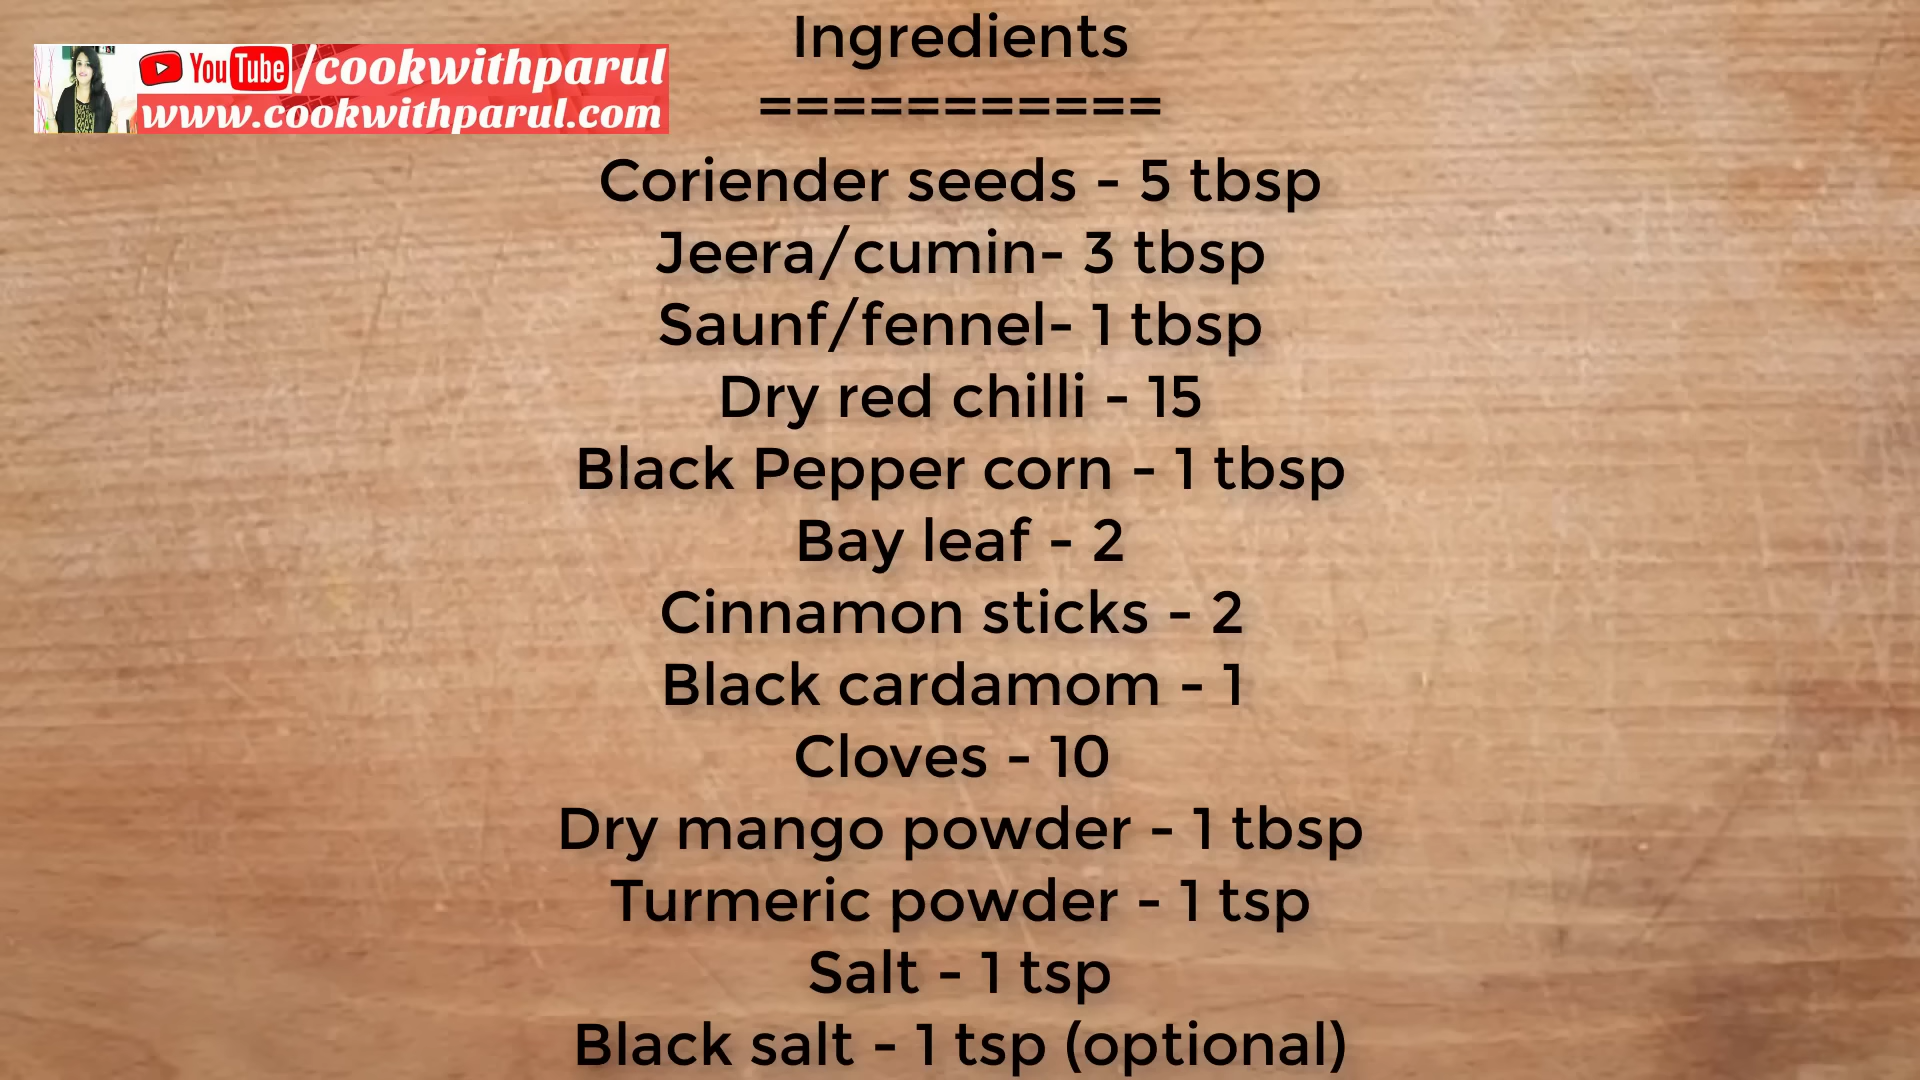 YouTube/cookwithparul
www.cookwithparul.com
Ingredients
===========
Coriender seeds - 5 tbsp
Jeera/cumin- 3 tbsp
Saunf/fennel- 1 tbsp
Dry red chilli - 15
Black Pepper corn - 1 tbsp
Bay leaf - 2
Cinnamon sticks - 2
Black cardamom - 1
Cloves - 10
Dry mango powder - 1 tbsp
Turmeric powder - 1 tsp
Salt - 1 tsp
Black salt - 1 tsp (optional)